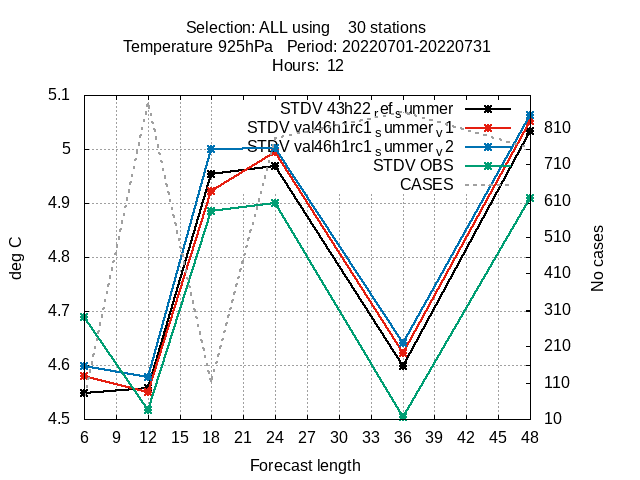 Selection: ALL using    30 stations
Temperature 925hPa   Period: 20220701-20220731
Hours:  12
STDV 43h22ref_summer
STDV val46h1rc1summerv1
STDV val46h1rc1summerv2
STDV OBS
CASES
5.1
5
4.9
4.8
4.7
4.6
4.5
810
710
610
510
410
310
210
110
10
deg C
No cases
6 9 12 15 18 21 24 27 30 33 36 39 42 45 48
Forecast length